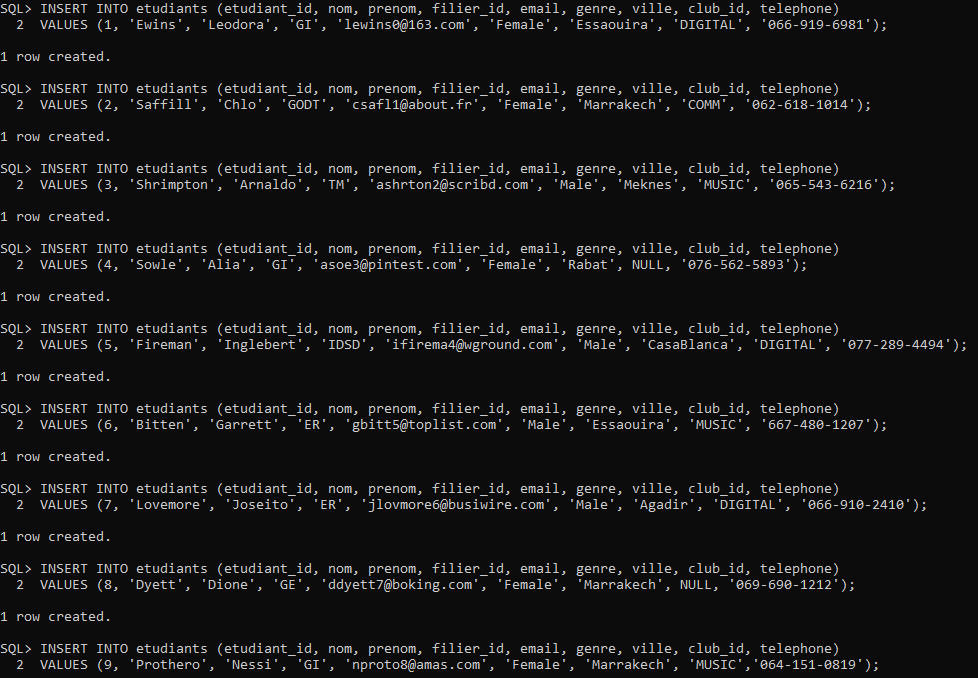 SQL> INSERT INTO etudiants (etudiant_id, nom, prenom, filier_id, email, genre, ville, club_id, telephone)
2 VALUES (1, 'Ewins', 'Leodora', 'GI', 'lewins0@163.com', 'Female', 'Essaouira', 'DIGITAL', '066-919-6981');
1 row created.
SQL> INSERT INTO etudiants (etudiant_id, nom, prenom, filier_id, email, genre, ville, club_id, telephone)
2 VALUES (2, 'Saffill', 'Chlo', 'GODT', 'csafl1@about.fr', 'Female', 'Marrakech', 'COMM', '062-618-1014');
1 row created.
SQL> INSERT INTO etudiants (etudiant_id, nom, prenom, filier_id, email, genre, ville, club_id, telephone)
2 VALUES (3, 'Shrimpton', 'Arnaldo', 'TM', 'ashrton2@scribd.com', 'Male', 'Meknes', 'MUSIC', '065-543-6216');
1 row created.
SQL> INSERT INTO etudiants (etudiant_id, nom, prenom, filier_id, email, genre, ville, club_id, telephone)
2 VALUES (4, 'Sowle', 'Alia', 'GI', 'asoe3@pintest.com', 'Female', 'Rabat', NULL, '076-562-5893');
1 row created.
SQL> INSERT INTO etudiants (etudiant_id, nom, prenom, filier_id, email, genre, ville, club_id, telephone)
2 VALUES (5, 'Fireman', 'Inglebert', 'IDSD', 'ifirema4@wground.com', 'Male', 'CasaBlanca', 'DIGITAL', '077-289-4494');
1 row created.
SQL> INSERT INTO etudiants (etudiant_id, nom, prenom, filier_id, email, genre, ville, club_id, telephone)
2 VALUES (6, 'Bitten', 'Garrett', 'ER', 'gbitt5@toplist.com', 'Male', 'Essaouira', 'MUSIC', '667-480-1207');
1 row created.
SQL> INSERT INTO etudiants (etudiant_id, nom, prenom, filier_id, email, genre, ville, club_id, telephone)
2 VALUES (7, 'Lovemore', 'Joseito', 'ER', 'jlovmore6@busiwire.com', 'Male', 'Agadir', 'DIGITAL', '066-910-2410');
1 row created.
SQL> INSERT INTO etudiants (etudiant_id, nom, prenom, filier_id, email, genre, ville, club_id, telephone)
2 VALUES (8, 'Dyett', 'Dione', 'GE', 'ddyett7@boking.com', 'Female', 'Marrakech', NULL, '069-690-1212');
1 row created.
SQL> INSERT INTO etudiants (etudiant_id, nom, prenom, filier_id, email, genre, ville, club_id, telephone)
2 VALUES (9, 'Prothero', 'Nessi', 'GI', 'nproto8@amas.com', 'Female', 'Marrakech', 'MUSIC','064-151-0819');